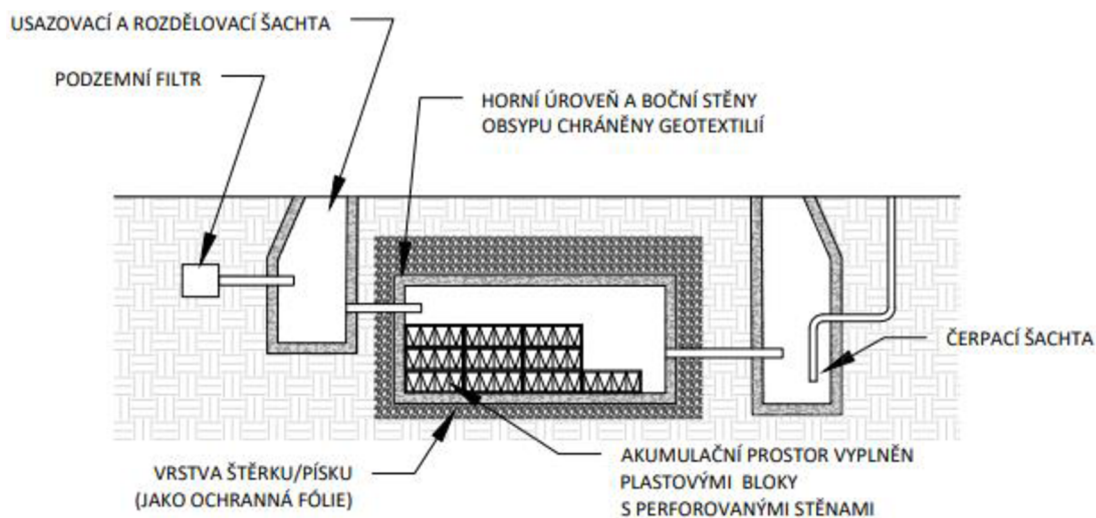 USAZOVACÍ A ROZDĚLOVACÍ ŠACHTA
PODZEMNÍ FILTR
HORNÍ ÚROVEŇ A BOČNÍ STĚNY
OBSYPU CHRÁNĚNY GEOTEXTILIÍ
ČERPACÍ ŠACHTA
VRSTVA ŠTĚRKU/PÍSKU
(JAKO OCHRANNÁ FÓLIE)
AKUMULAČNÍ PROSTOR VYPLNĚN
PLASTOVÝMI BLOKY
S PERFOROVANÝMI STĚNAMI